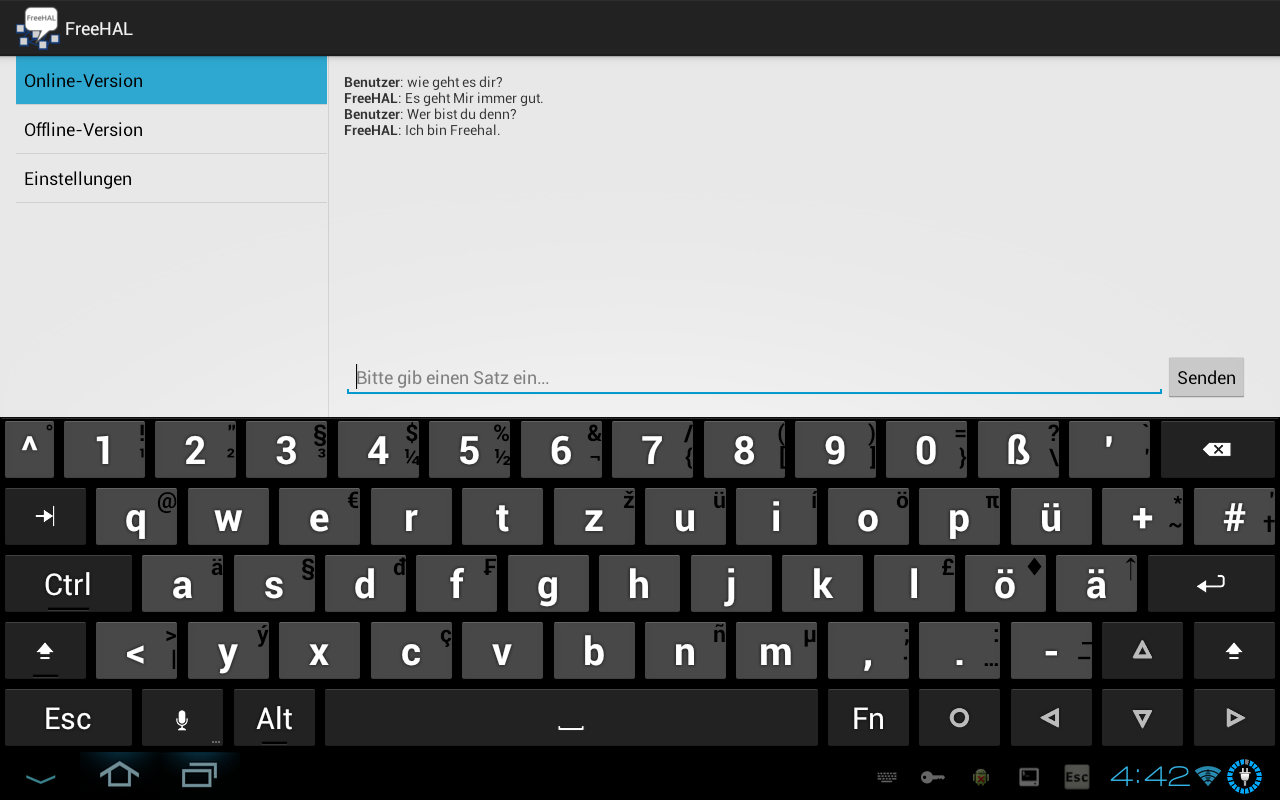 FreeHAL
FreeHAL
Online-Version
Offline-Version
Einstellungen
Benutzer: wie geht es dir?
FreeHAL: Es geht Mir immer gut.
Benutzer: Wer bist du denn?
FreeHAL: Ich bin Freehal.
Bitte gib einen Satz ein...
Senden
^ ° 1 ! ¹ 2 " ² 3 § ³ 4 $ ¼ 5 % ½ 6 & ¬ 7 / { 8 ( [ 9 ) ] 0 = } ß ? \ ' ` '
q @ w e € r t z ž u ü i í o ö p π ü + * ~ # ' †
Ctrl a ä s § d đ f ₣ g h j k l £ ö ♦ ä ↑
< > | y ý x c ç v b n ñ m µ , ; . : … - _ –
Esc ... Alt Fn
Esc 4:42